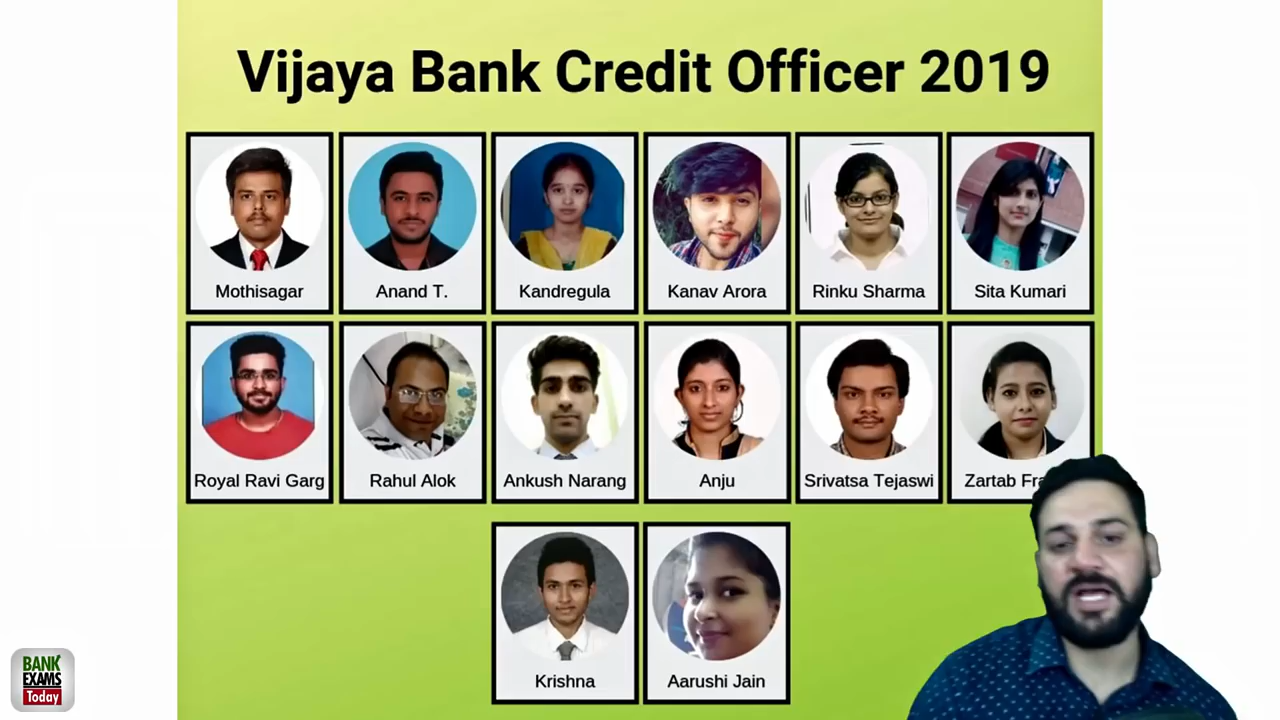 Vijaya Bank Credit Officer 2019
Mothisagar
Anand T.
Kandregula
Kanav Arora
Rinku Sharma
Sita Kumari
Royal Ravi Garg
Rahul Alok
Ankush Narang
Anju
Srivatsa Tejaswi
Zartab
Krishna
Aarushi Jain
BANK
EXAMS
Today